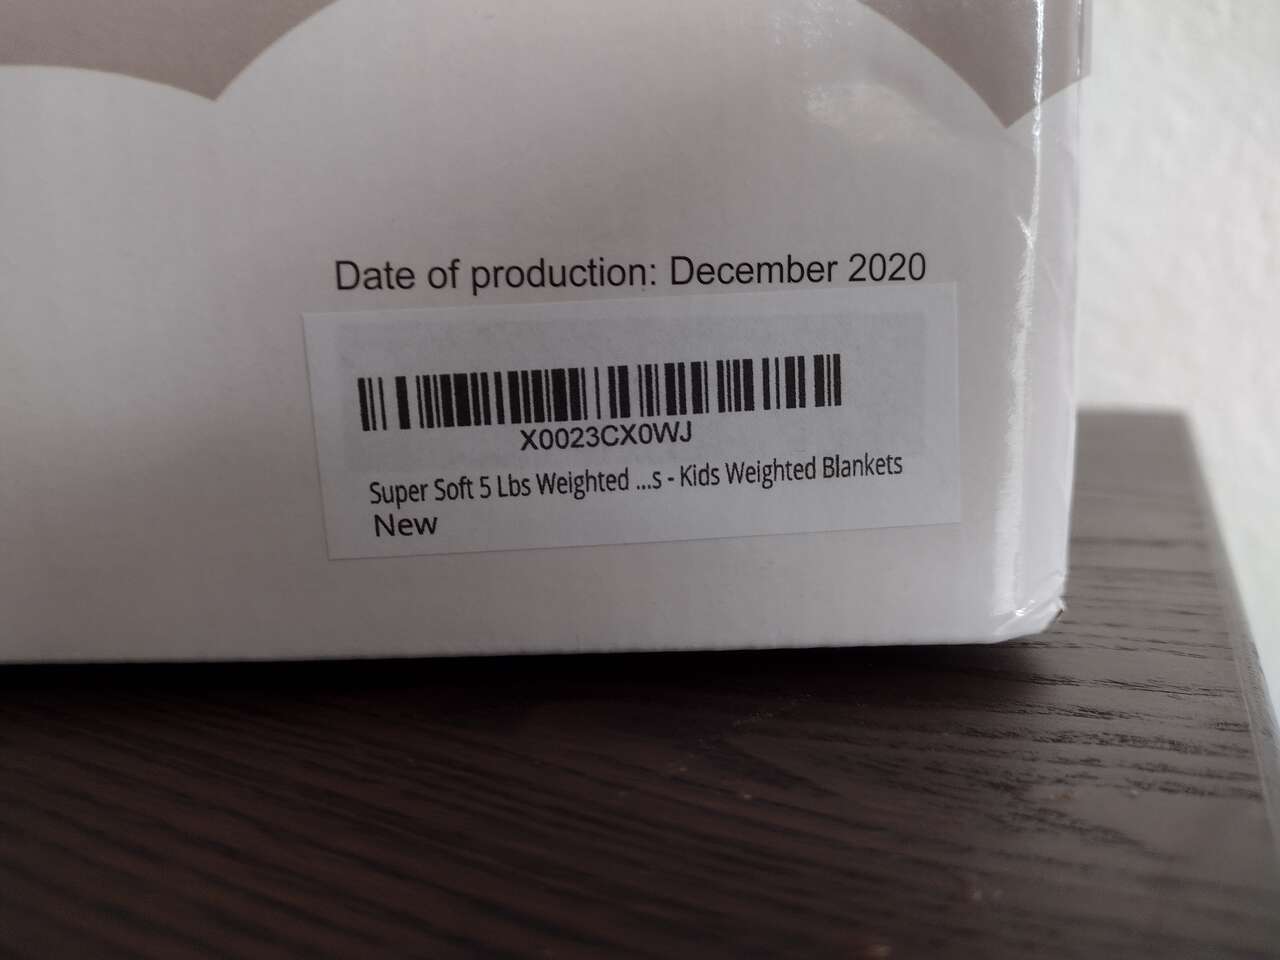 Date of production: December 2020
X0023CX0WJ
Super Soft 5 Lbs Weighted ...s - Kids Weighted Blankets
New